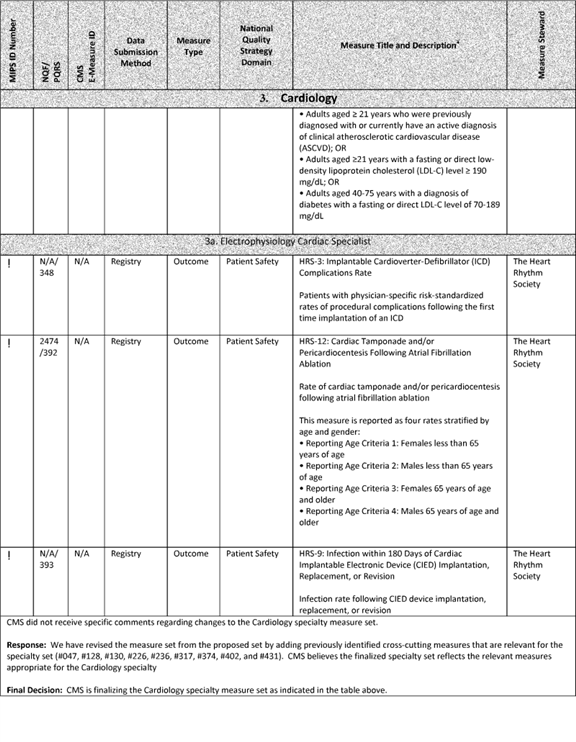 MIPS ID Number
NQF/
PQRS
CMS
E-Measure ID
Data
Submission
Method
Measure
Type
National
Quality
Strategy
Domain
Measure Title and Description¥
Measure Steward
3. Cardiology
• Adults aged ≥ 21 years who were previously
diagnosed with or currently have an active diagnosis
of clinical atherosclerotic cardiovascular disease
(ASCVD); OR
• Adults aged ≥21 years with a fasting or direct low-
density lipoprotein cholesterol (LDL-C) level ≥ 190
mg/dL; OR
• Adults aged 40-75 years with a diagnosis of
diabetes with a fasting or direct LDL-C level of 70-189
mg/dL
3a. Electrophysiology Cardiac Specialist
!
N/A/
348
N/A
Registry
Outcome
Patient Safety
HRS-3: Implantable Cardioverter-Defibrillator (ICD)
Complications Rate
Patients with physician-specific risk-standardized
rates of procedural complications following the first
time implantation of an ICD
The Heart
Rhythm
Society
!
2474
/392
N/A
Registry
Outcome
Patient Safety
HRS-12: Cardiac Tamponade and/or
Pericardiocentesis Following Atrial Fibrillation
Ablation
Rate of cardiac tamponade and/or pericardiocentesis
following atrial fibrillation ablation
This measure is reported as four rates stratified by
age and gender:
• Reporting Age Criteria 1: Females less than 65
years of age
• Reporting Age Criteria 2: Males less than 65 years
of age
• Reporting Age Criteria 3: Females 65 years of age
and older
• Reporting Age Criteria 4: Males 65 years of age and
older
The Heart
Rhythm
Society
!
N/A/
393
N/A
Registry
Outcome
Patient Safety
HRS-9: Infection within 180 Days of Cardiac
Implantable Electronic Device (CIED) Implantation,
Replacement, or Revision
Infection rate following CIED device implantation,
replacement, or revision
The Heart
Rhythm
Society
CMS did not receive specific comments regarding changes to the Cardiology specialty measure set.
Response: We have revised the measure set from the proposed set by adding previously identified cross-cutting measures that are relevant for the
specialty set (#047, #128, #130, #226, #236, #317, #374, #402, and #431). CMS believes the finalized specialty set reflects the relevant measures
appropriate for the Cardiology specialty
Final Decision: CMS is finalizing the Cardiology specialty measure set as indicated in the table above.